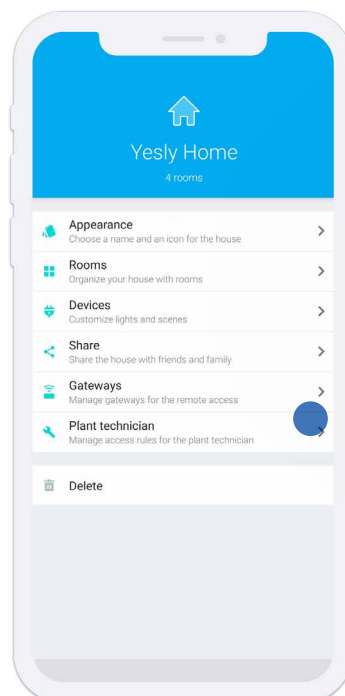 Yesly Home
4 rooms
Appearance
Choose a name and an icon for the house
Rooms
Organize your house with rooms
Devices
Customize lights and scenes
Share
Share the house with friends and family
Gateways
Manage gateways for the remote access
Plant technician
Manage access rules for the plant technician
Delete